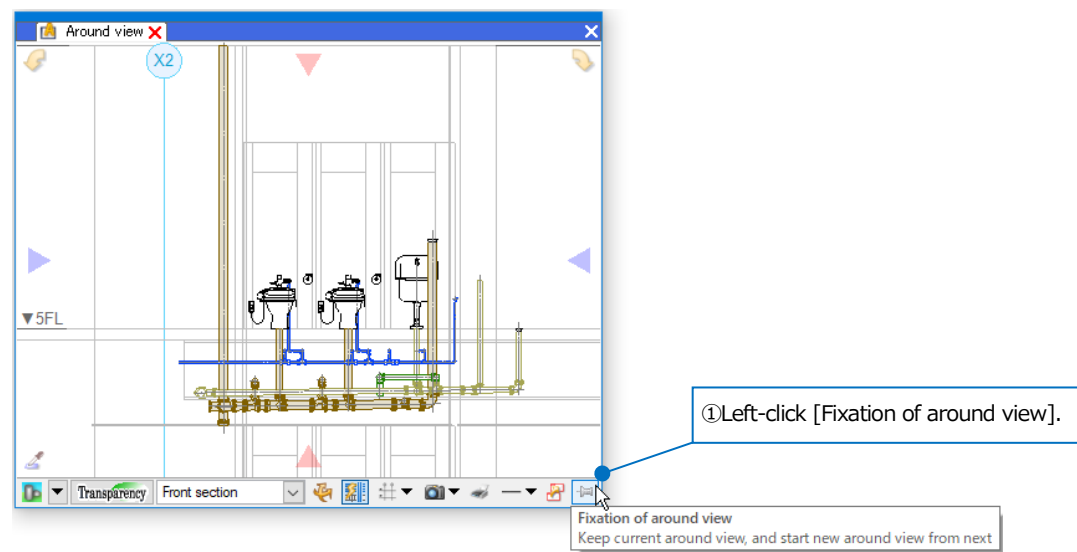 Around view
X2
▼5FL
①Left-click [Fixation of around view].
Transparency
Front section
Fixation of around view
Keep current around view, and start new around view from next